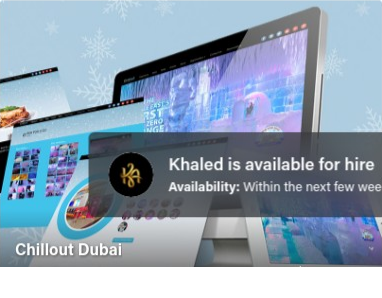 Khaled is available for hire
Availability: Within the next few wee
Chillout Dubai